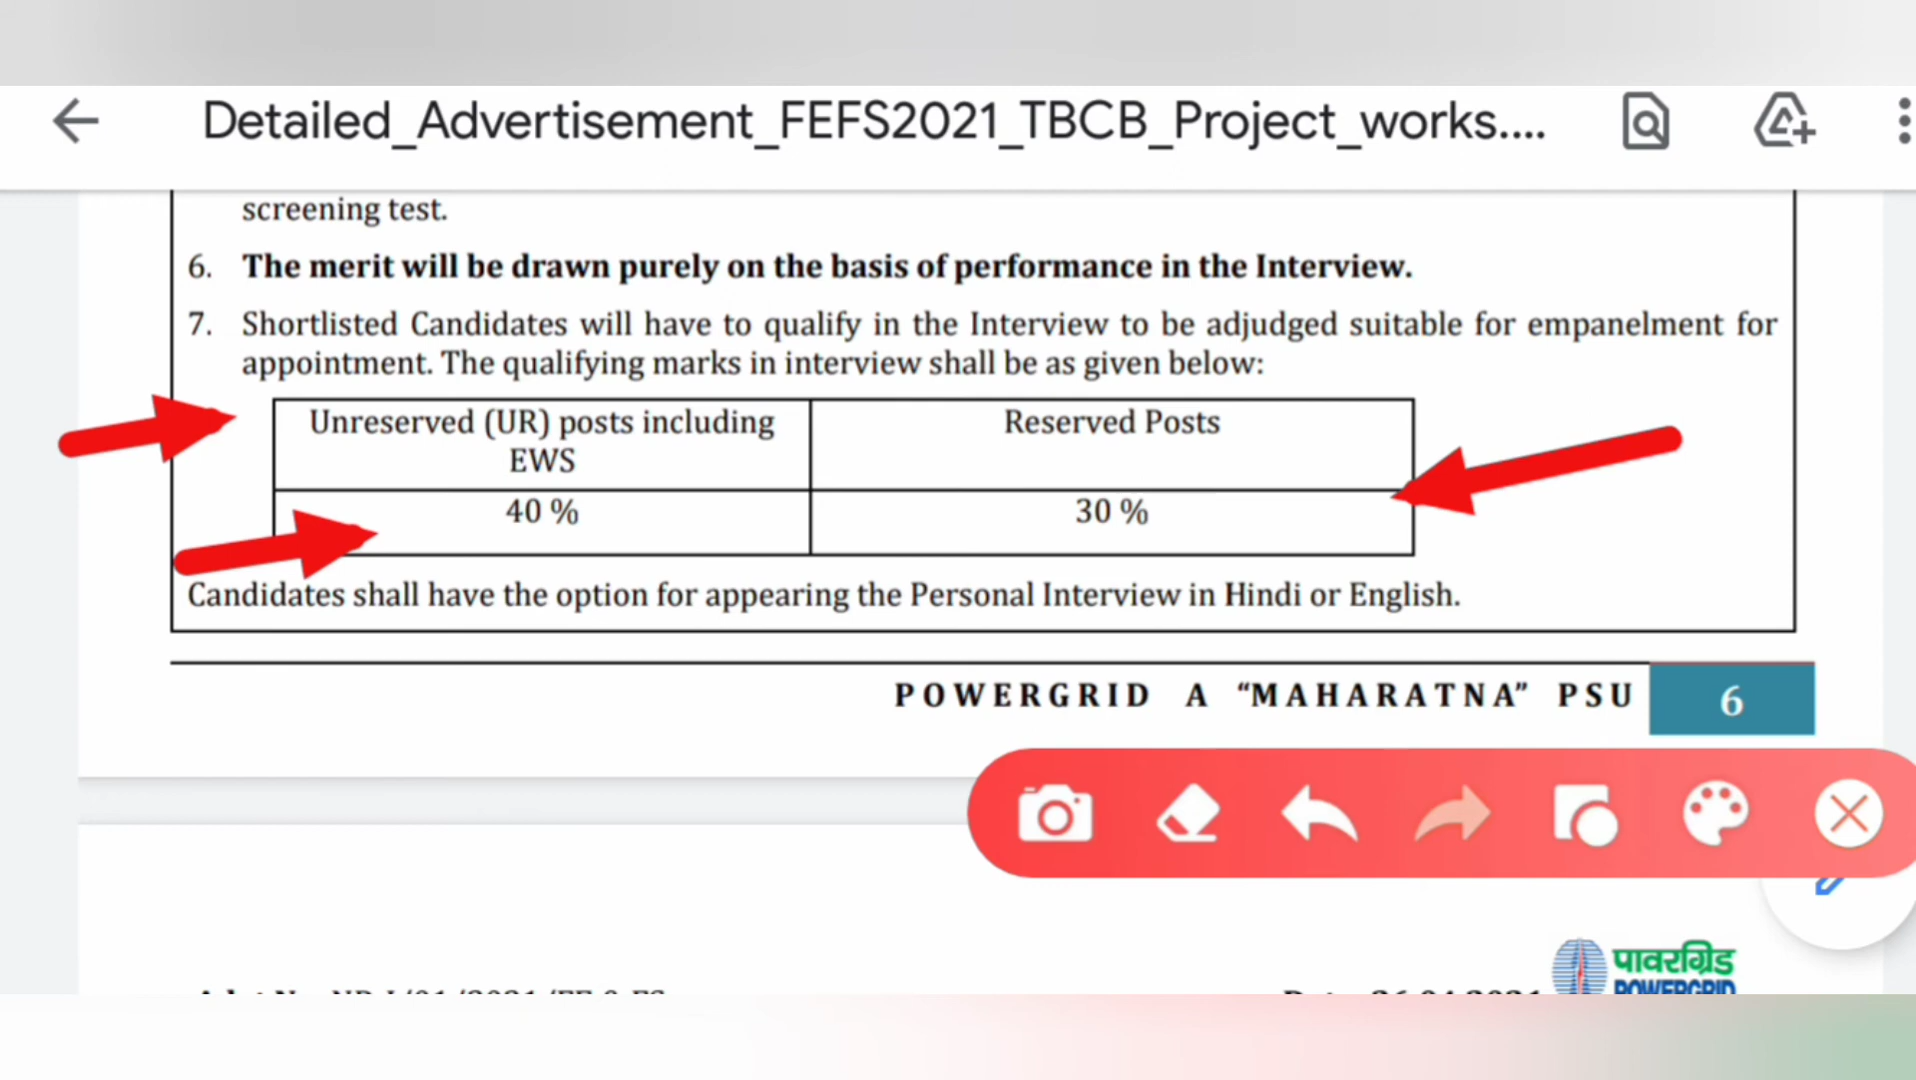 Detailed_Advertisement_FEFS2021_TBCB_Project_works....
screening test.
6. The merit will be drawn purely on the basis of performance in the Interview.
7. Shortlisted Candidates will have to qualify in the Interview to be adjudged suitable for empanelment for
appointment. The qualifying marks in interview shall be as given below:
Unreserved (UR) posts including
EWS
Reserved Posts
40 %
30 %
Candidates shall have the option for appearing the Personal Interview in Hindi or English.
POWERGRID A “MAHARATNA” PSU
6
पावरग्रिड
POWERGRID